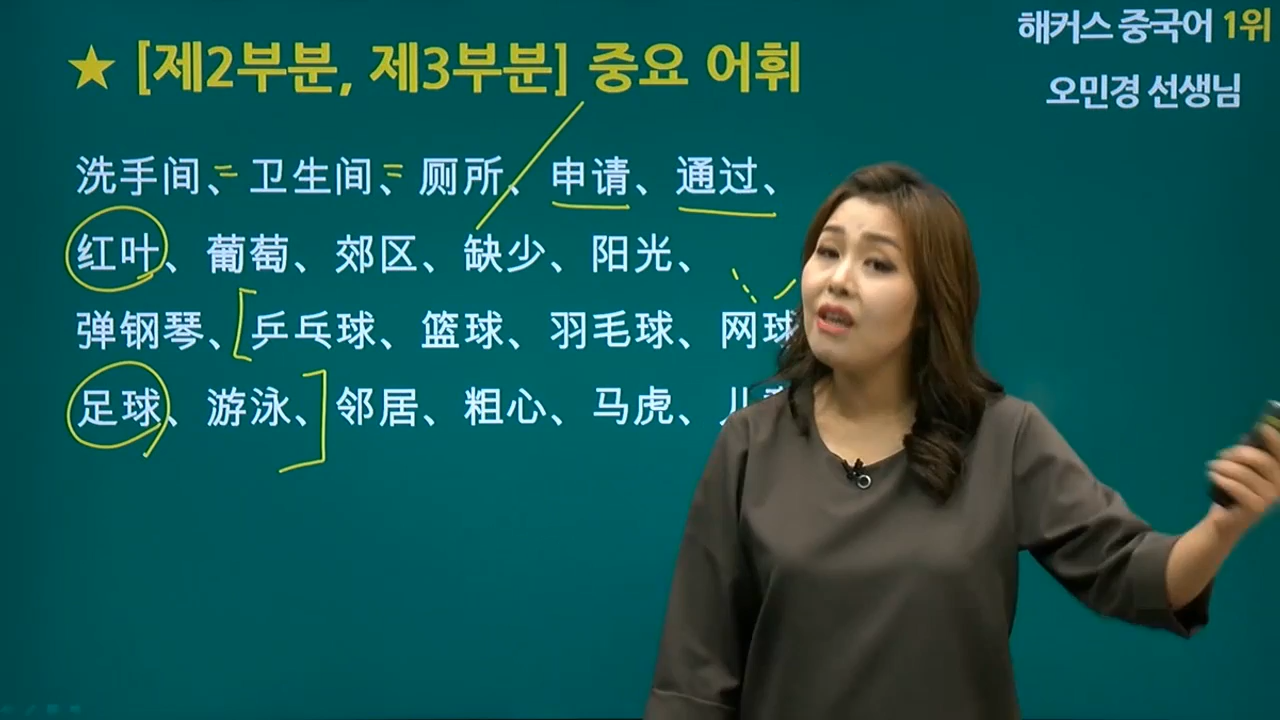 해커스 중국어 1위
오민경 선생님
★ [제2부분, 제3부분] 중요 어휘
洗手间、=卫生间、=厕所、申请、通过、
红叶、葡萄、郊区、缺少、阳光、
弹钢琴、[乒乓球、篮球、羽毛球、网球
足球、游泳、]邻居、粗心、马虎、